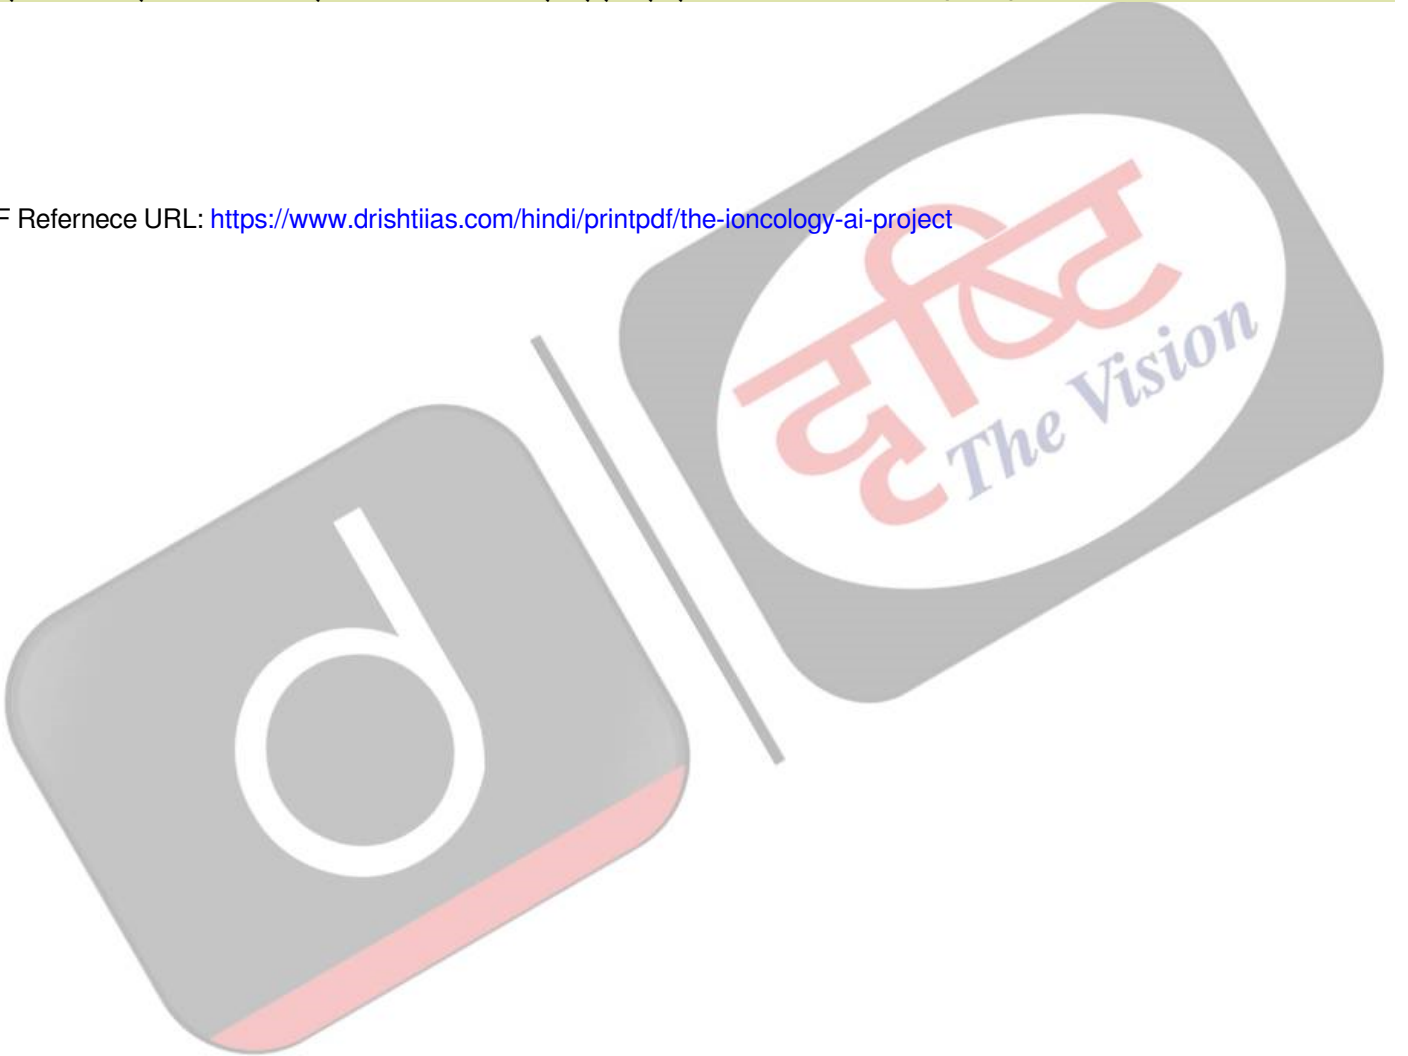 F Refernece URL: https://www.drishtiias.com/hindi/printpdf/the-ioncology-ai-project
दृष्टि
The Vision
d